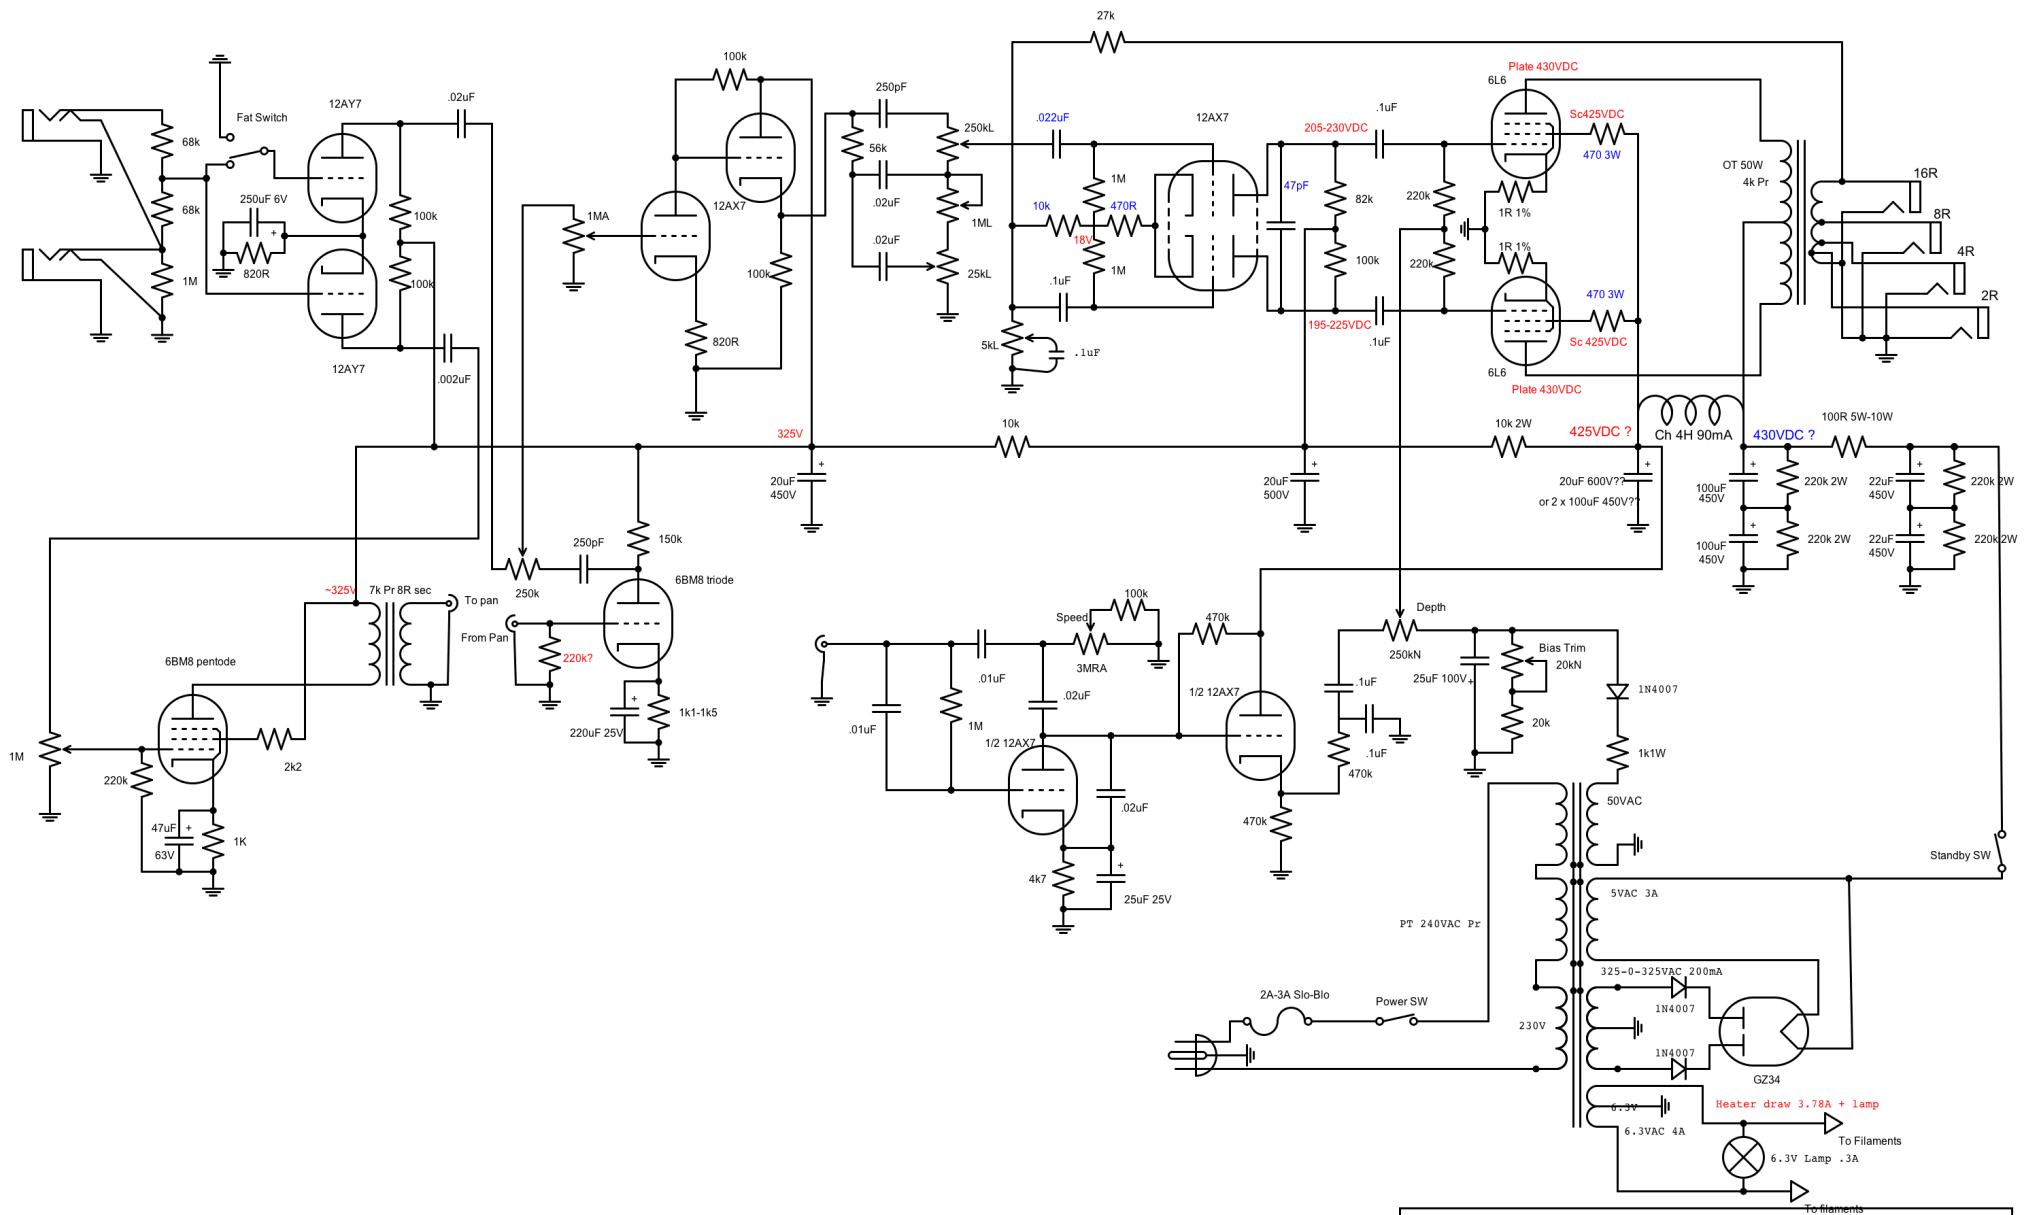 27k
100k
12AY7
.02uF
Fat Switch
68k
68k
1M
250uF 6V
+
820R
100k
100k
12AY7
.002uF
1MA
12AX7
100k
820R
250pF
56k
.02uF
.02uF
250kL
1ML
25kL
.022uF
1M
10k
470R
18V
1M
.1uF
5kL
.1uF
12AX7
47pF
205-230VDC
82k
100k
195-225VDC
.1uF
.1uF
220k
220k
Plate 430VDC
6L6
Sc425VDC
470 3W
1R 1%
1R 1%
470 3W
Sc 425VDC
6L6
Plate 430VDC
OT 50W
4k Pr
16R
8R
4R
2R
325V
20uF
450V
+
10k
20uF
500V
+
10k 2W
425VDC ?
Ch 4H 90mA
430VDC ?
100R 5W-10W
20uF 600V??
or 2 x 100uF 450V??
+
100uF
450V
+
220k 2W
100uF
450V
+
220k 2W
22uF
450V
+
220k 2W
22uF
450V
+
220k 2W
~325V
7k Pr 8R sec
To pan
From Pan
250k
250pF
150k
6BM8 triode
220k?
220uF 25V
+
1k1-1k5
6BM8 pentode
1M
220k
2k2
47uF
+
63V
1K
Speed
100k
3MRA
.01uF
.01uF
1M
.02uF
1/2 12AX7
.02uF
4k7
+
25uF 25V
470k
1/2 12AX7
470k
.1uF
.1uF
470k
Depth
250kN
25uF 100V
+
Bias Trim
20kN
20k
1N4007
1k1W
50VAC
Standby SW
5VAC 3A
PT 240VAC Pr
325-0-325VAC 200mA
1N4007
1N4007
GZ34
2A-3A Slo-Blo
Power SW
230V
6.3V
6.3VAC 4A
Heater draw 3.78A + lamp
To Filaments
6.3V Lamp .3A
To filaments